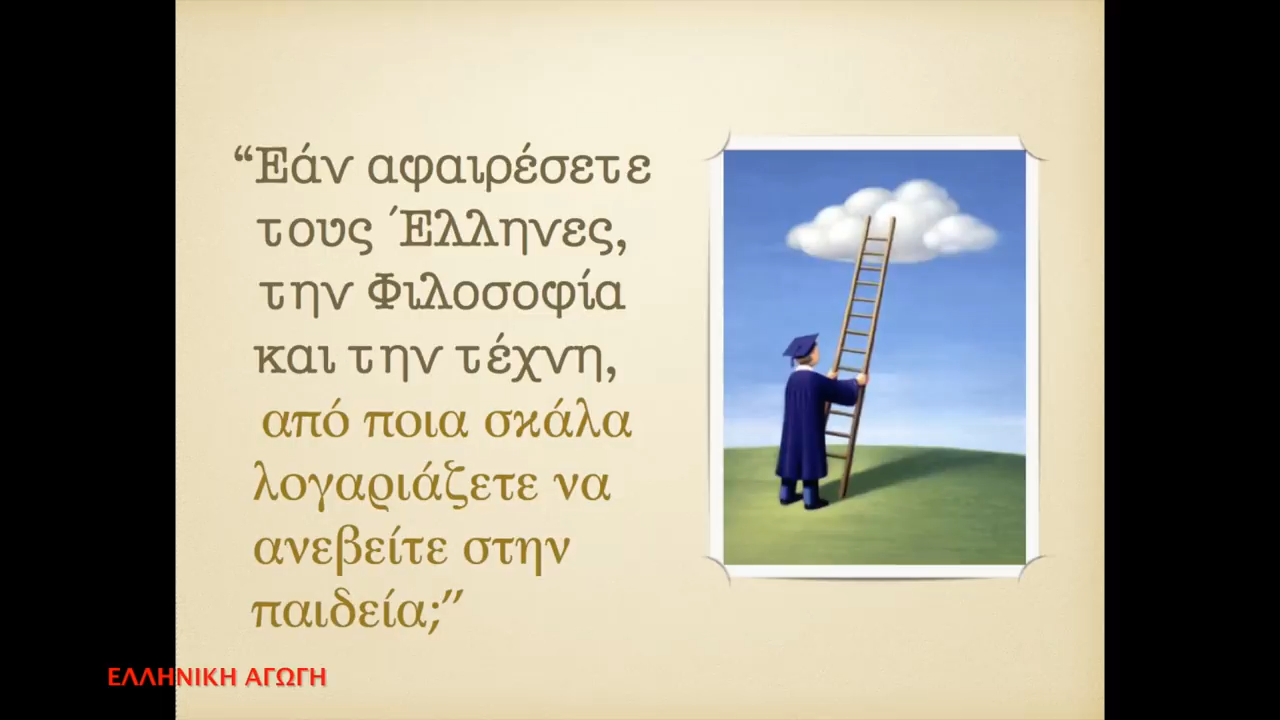 “Εάν αφαιρέσετε
τους Έλληνες,
την Φιλοσοφία
και την τέχνη,
από ποια σκάλα
λογαριάζετε να
ανεβείτε στην
παιδεία;”
ΕΛΛΗΝΙΚΗ ΑΓΩΓΗ